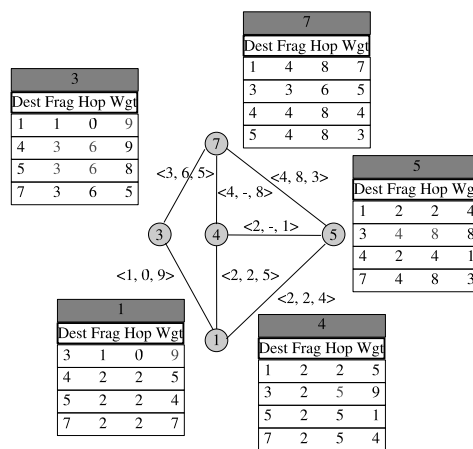 7
Dest Frag Hop Wgt
1 4 8 7
3 3 6 5
4 4 8 4
5 4 8 3
3
Dest Frag Hop Wgt
1 1 0 9
4 3 6 9
5 3 6 8
7 3 6 5
7
<3, 6, 5>
<4, 8, 3>
<4, -, 8>
5
Dest Frag Hop Wgt
1 2 2 4
3 4 8 8
4 2 4 1
7 4 8 3
<2, -, 1>
3
4
5
<1, 0, 9>
<2, 2, 5>
<2, 2, 4>
1
1
Dest Frag Hop Wgt
3 1 0 9
4 2 2 5
5 2 2 4
7 2 2 7
4
Dest Frag Hop Wgt
1 2 2 5
3 2 5 9
5 2 5 1
7 2 5 4